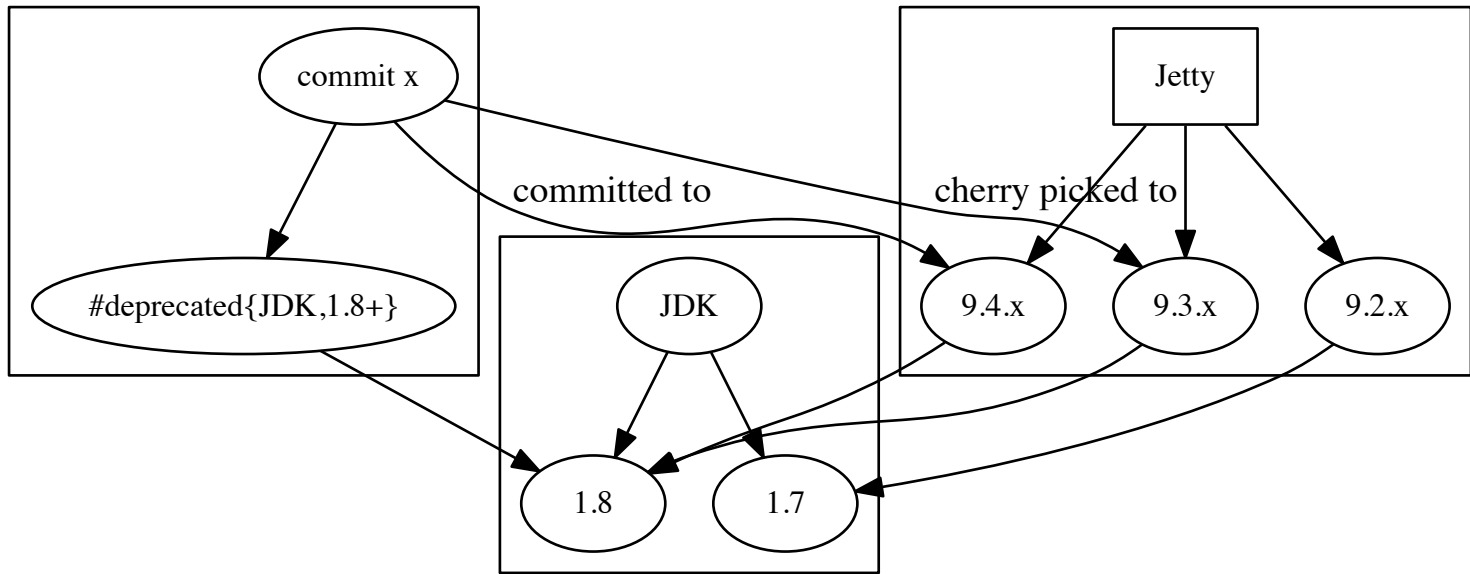 commit x
Jetty
committed to
cherry picked to
#deprecated{JDK,1.8+}
JDK
9.4.x
9.3.x
9.2.x
1.8
1.7